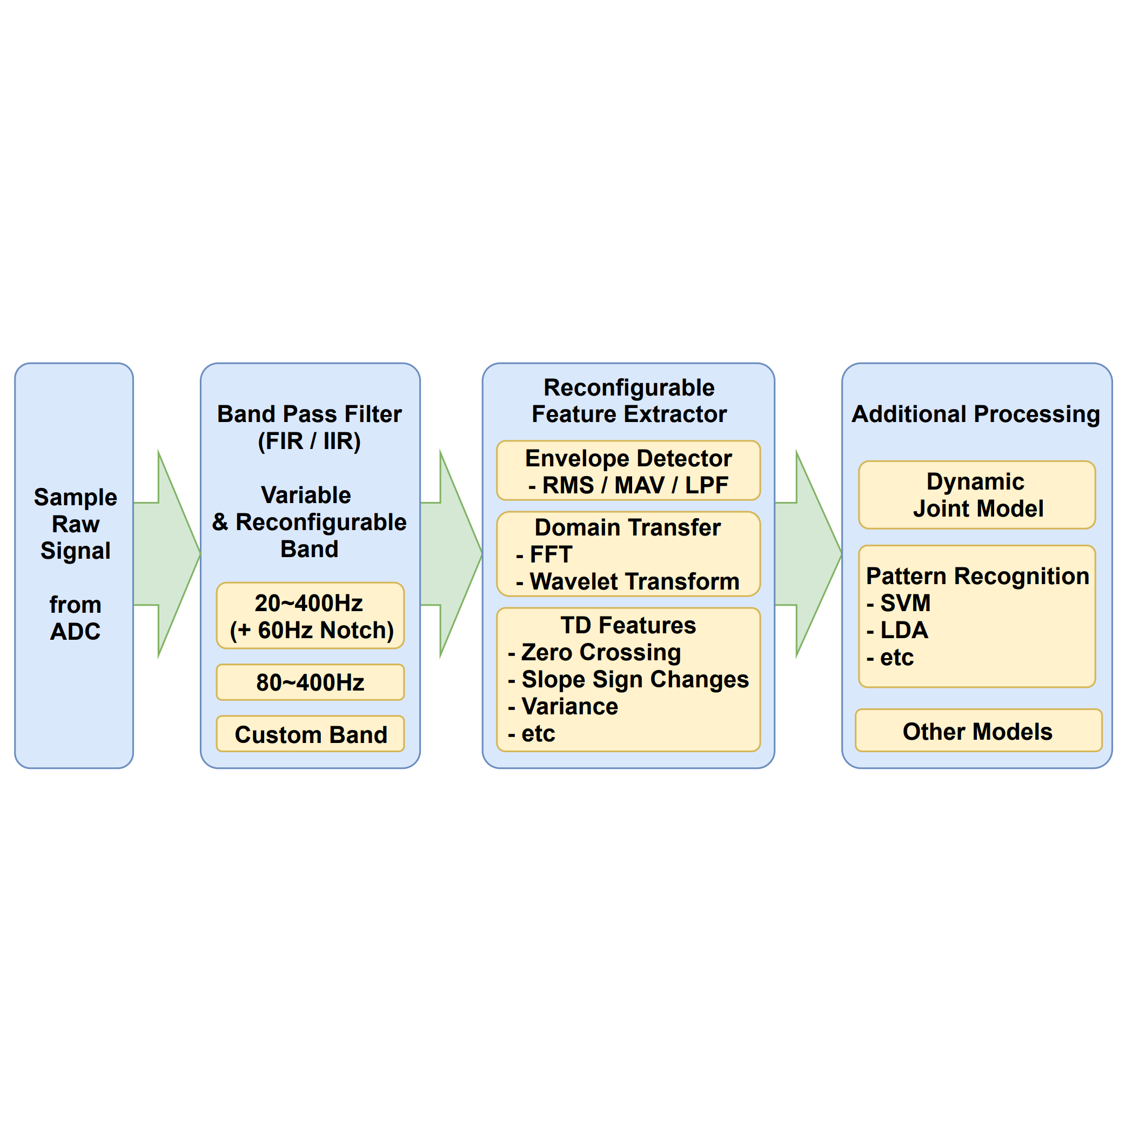 Sample
Raw
Signal
from
ADC
Band Pass Filter
(FIR / IIR)
Variable
& Reconfigurable
Band
20~400Hz
(+ 60Hz Notch)
80~400Hz
Custom Band
Reconfigurable
Feature Extractor
Envelope Detector
- RMS / MAV / LPF
Domain Transfer
- FFT
- Wavelet Transform
TD Features
- Zero Crossing
- Slope Sign Changes
- Variance
- etc
Additional Processing
Dynamic
Joint Model
Pattern Recognition
- SVM
- LDA
- etc
Other Models